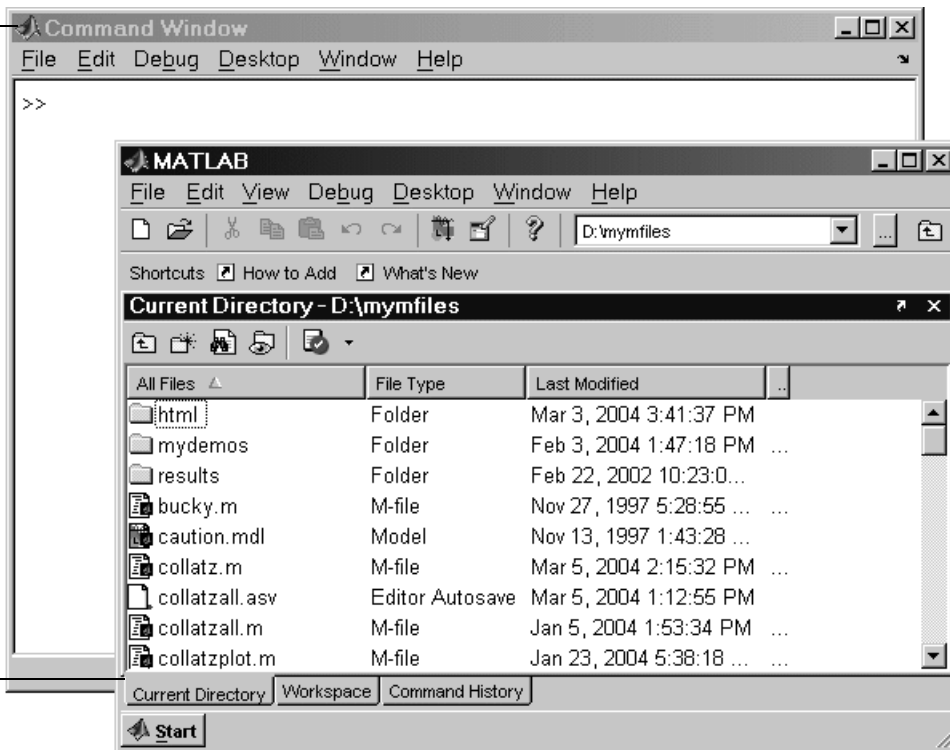 Command Window
File Edit Debug Desktop Window Help
>>
MATLAB
File Edit View Debug Desktop Window Help
D:\mymfiles ...
Shortcuts How to Add What's New
Current Directory - D:\mymfiles
All Files File Type Last Modified ..
html Folder Mar 3, 2004 3:41:37 PM
mydemos Folder Feb 3, 2004 1:47:18 PM ...
results Folder Feb 22, 2002 10:23:0...
bucky.m M-file Nov 27, 1997 5:28:55 ... ...
caution.mdl Model Nov 13, 1997 1:43:28 ...
collatz.m M-file Mar 5, 2004 2:15:32 PM ...
collatzall.asv Editor Autosave Mar 5, 2004 1:12:55 PM
collatzall.m M-file Jan 5, 2004 1:53:34 PM ...
collatzplot.m M-file Jan 23, 2004 5:38:18 ... ...
Current Directory Workspace Command History
Start